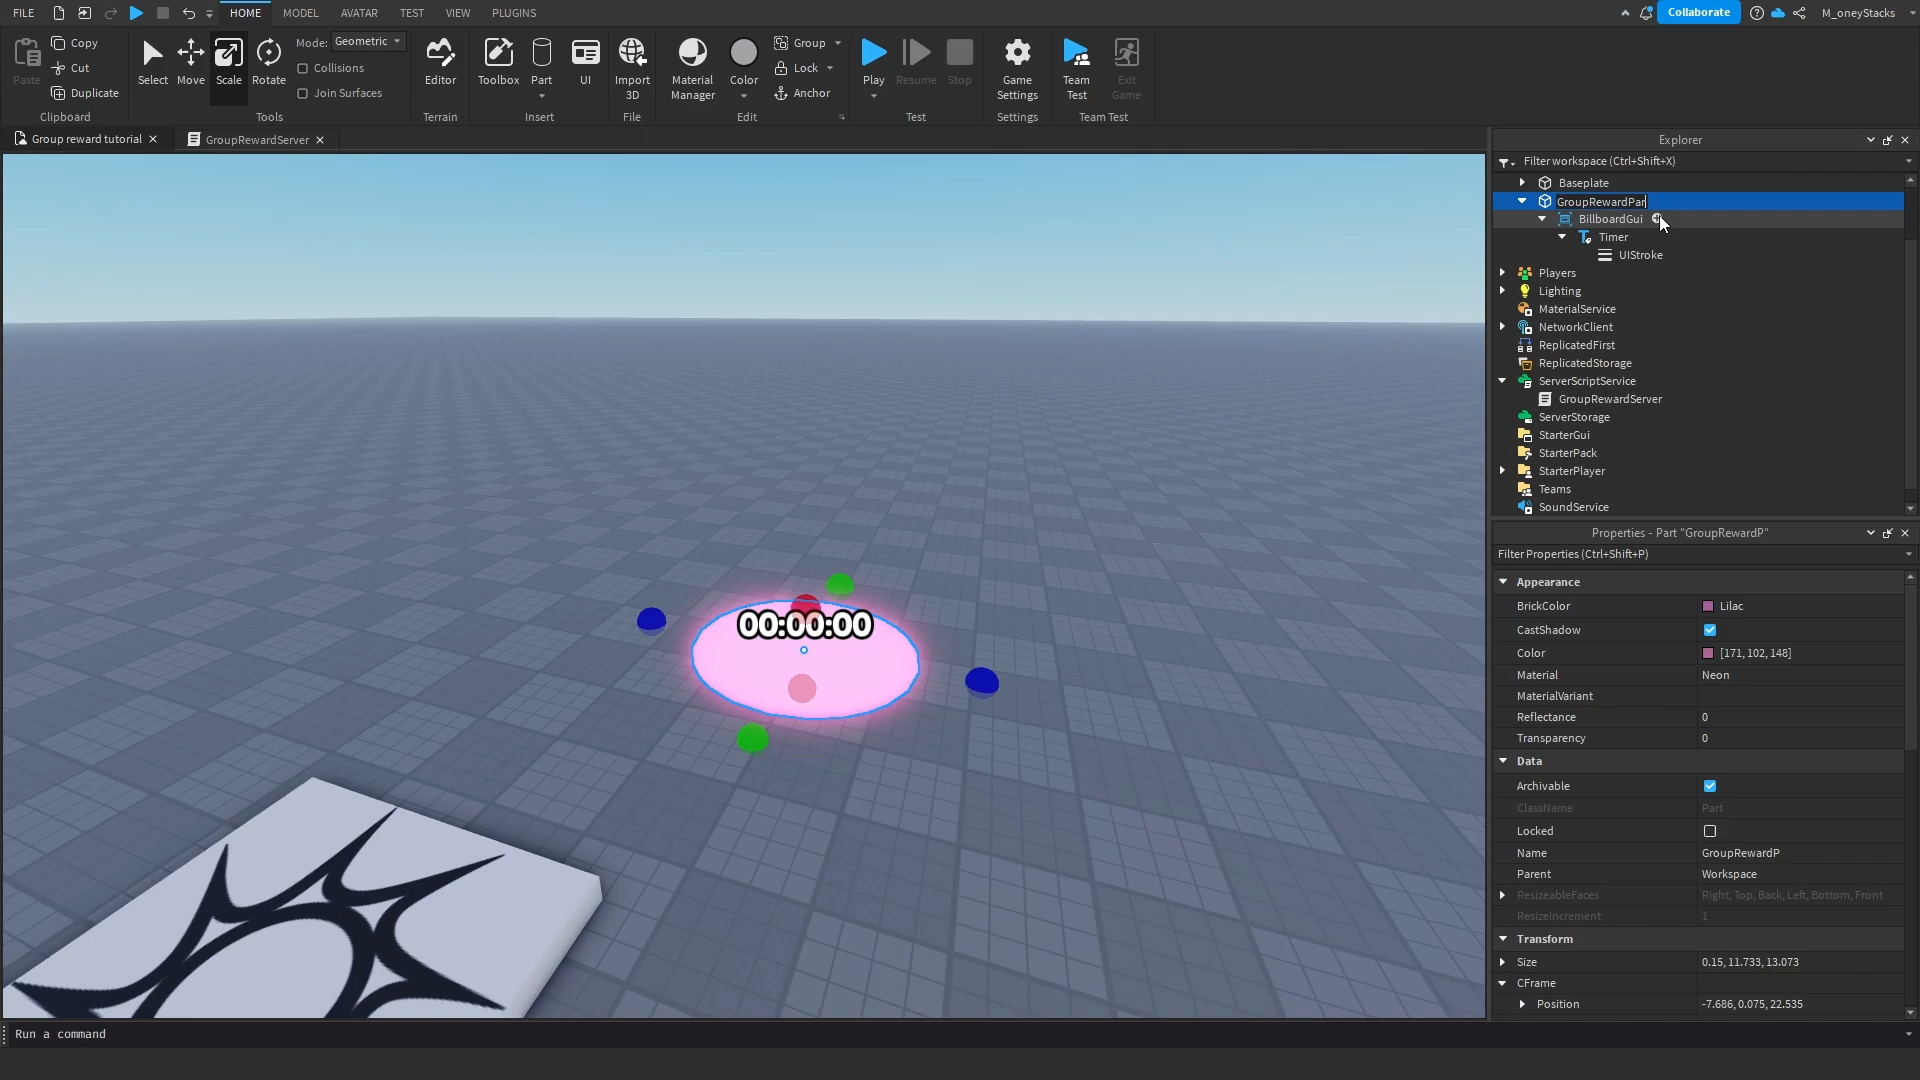 FILE HOME MODEL AVATAR TEST VIEW PLUGINS Collaborate M_oneyStacks
Paste Copy Cut Duplicate Clipboard
Select Move Scale Rotate Mode: Geometric Collisions Join Surfaces Tools
Editor Terrain
Toolbox Part UI Insert
Import 3D File
Material Manager Color Group Lock Anchor Edit
Play Resume Stop Test
Game Settings Settings
Team Test Exit Game Team Test
Group reward tutorial GroupRewardServer
Explorer
Filter workspace (Ctrl+Shift+X)
Baseplate
GroupRewardPar
BillboardGui
Timer
UIStroke
Players
Lighting
MaterialService
NetworkClient
ReplicatedFirst
ReplicatedStorage
ServerScriptService
GroupRewardServer
ServerStorage
StarterGui
StarterPack
StarterPlayer
Teams
SoundService
00:00:00
Properties - Part "GroupRewardP"
Filter Properties (Ctrl+Shift+P)
Appearance
BrickColor Lilac
CastShadow
Color [171, 102, 148]
Material Neon
MaterialVariant
Reflectance 0
Transparency 0
Data
Archivable
ClassName Part
Locked
Name GroupRewardP
Parent Workspace
ResizeableFaces Right, Top, Back, Left, Bottom, Front
ResizeIncrement 1
Transform
Size 0.15, 11.733, 13.073
CFrame
Position -7.686, 0.075, 22.535
Run a command